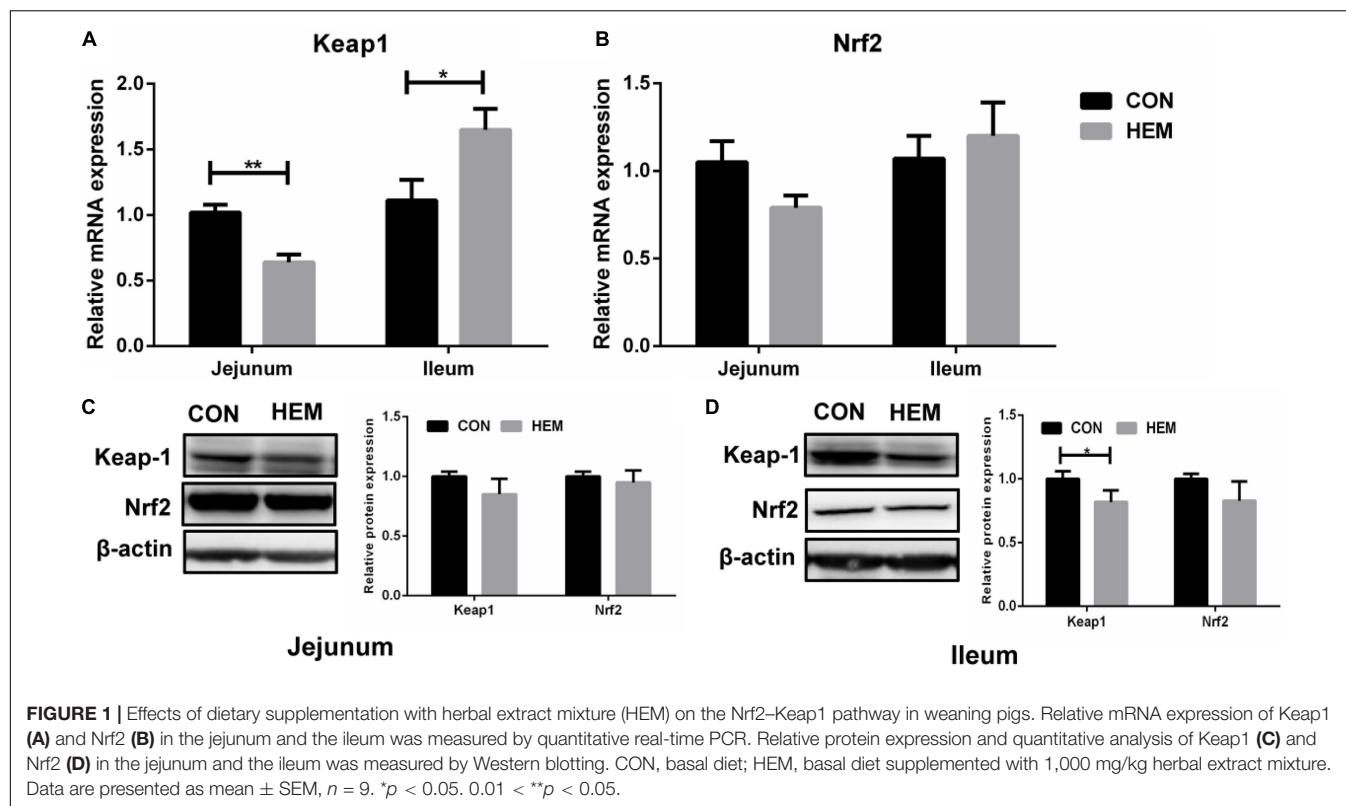 A
Keap1
B
Nrf2
Relative mRNA expression
2.0
1.5
1.0
0.5
0.0
**
*
Jejunum
Ileum
Relative mRNA expression
1.5
1.0
0.5
0.0
Jejunum
Ileum
CON
HEM
C
CON HEM
Keap-1
Nrf2
β-actin
Relative protein expression
1.5
1.0
0.5
0.0
CON HEM
Keap1 Nrf2
Jejunum
D
CON HEM
Keap-1
Nrf2
β-actin
Relative protein expression
1.5
1.0
0.5
0.0
CON HEM
*
Keap1 Nrf2
Ileum
FIGURE 1 | Effects of dietary supplementation with herbal extract mixture (HEM) on the Nrf2–Keap1 pathway in weaning pigs. Relative mRNA expression of Keap1
(A) and Nrf2 (B) in the jejunum and the ileum was measured by quantitative real-time PCR. Relative protein expression and quantitative analysis of Keap1 (C) and
Nrf2 (D) in the jejunum and the ileum was measured by Western blotting. CON, basal diet; HEM, basal diet supplemented with 1,000 mg/kg herbal extract mixture.
Data are presented as mean ± SEM, n = 9. *p < 0.05. 0.01 < **p < 0.05.